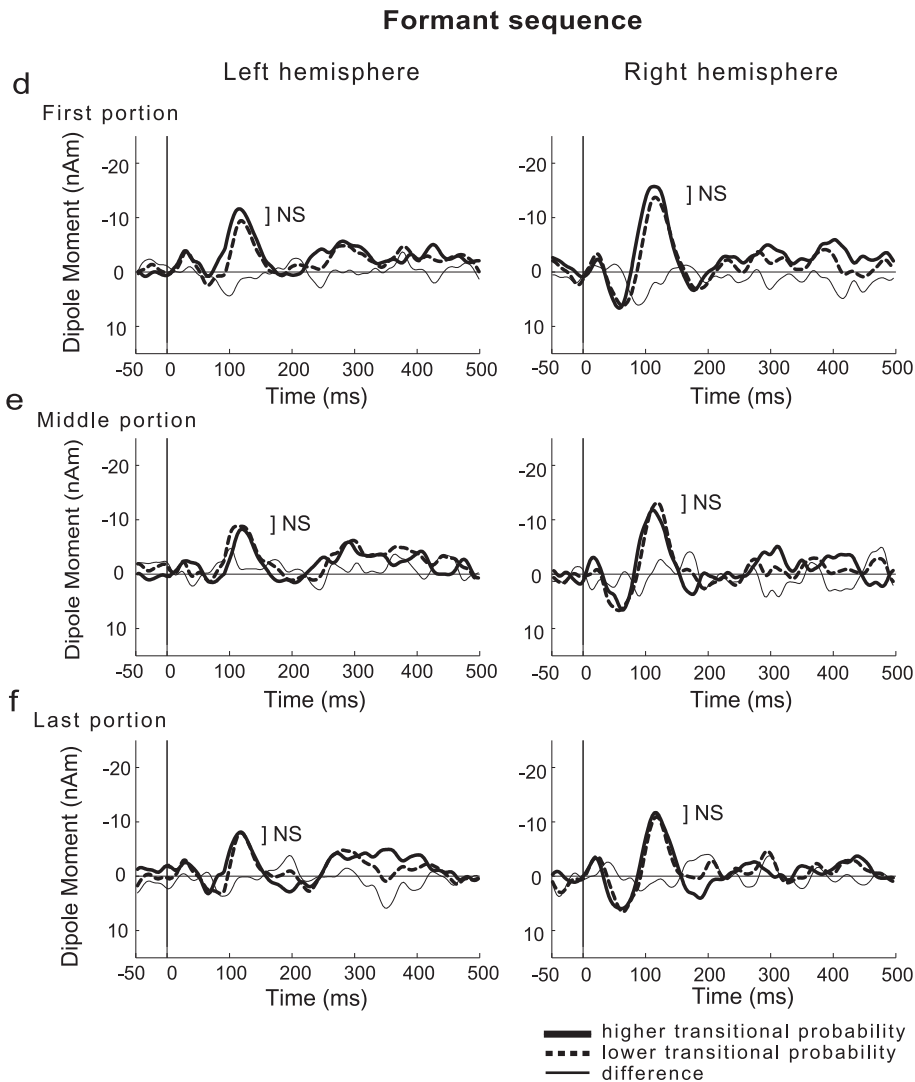 Formant sequence
Left hemisphere
Right hemisphere
d
First portion
Dipole Moment (nAm)
-20
-10
0
10
] NS
-50 0 100 200 300 400 500
Time (ms)
-20
-10
0
10
] NS
-50 0 100 200 300 400 500
Time (ms)
e
Middle portion
Dipole Moment (nAm)
-20
-10
0
10
] NS
-50 0 100 200 300 400 500
Time (ms)
-20
-10
0
10
] NS
-50 0 100 200 300 400 500
Time (ms)
f
Last portion
Dipole Moment (nAm)
-20
-10
0
10
] NS
-50 0 100 200 300 400 500
Time (ms)
-20
-10
0
10
] NS
-50 0 100 200 300 400 500
Time (ms)
higher transitional probability
lower transitional probability
difference